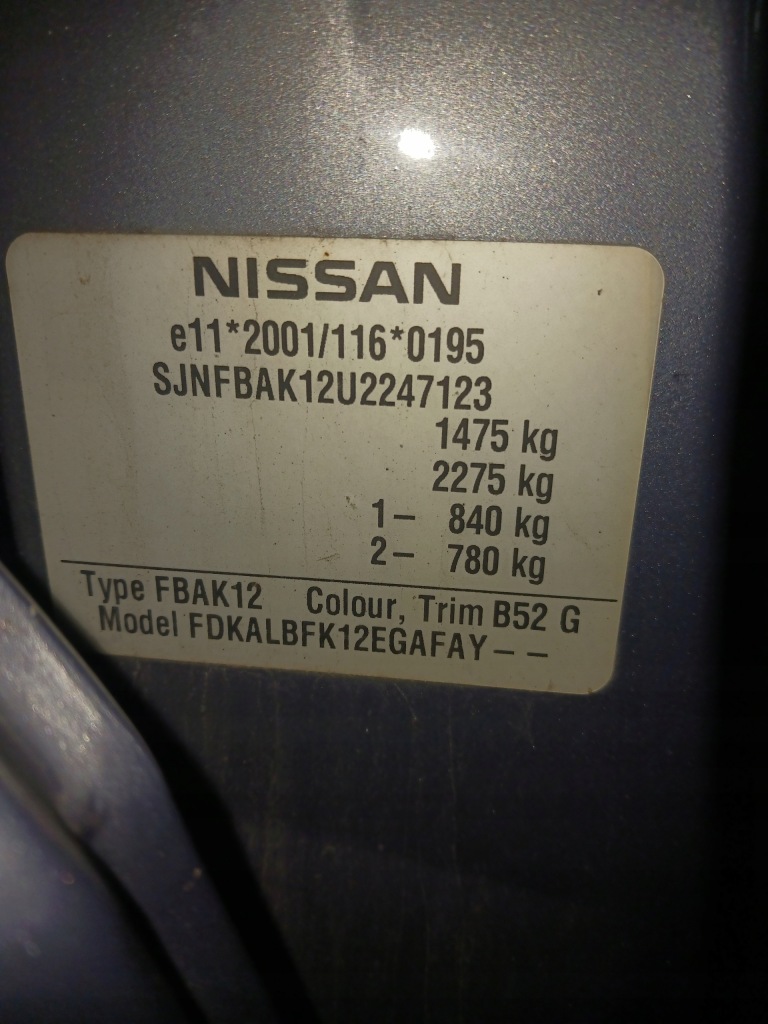 NISSAN
e11*2001/116*0195
SJNFBAK12U2247123
1475 kg
2275 kg
1- 840 kg
2- 780 kg
Type FBAK12 Colour, Trim B52 G
Model FDKALBFK12EGAFAY--